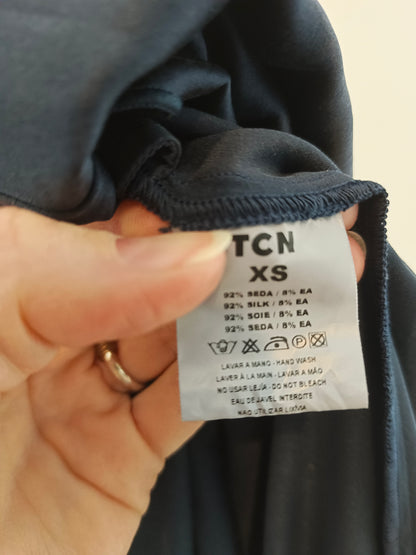 TCN
XS
92% SEDA / 8% EA
92% SILK / 8% EA
92% SOIE / 8% EA
92% SEDA / 8% EA
LAVAR A MANO - HAND WASH
LAVER À LA MAIN - LAVAR A MÃO
NO USAR LEJÍA - DO NOT BLEACH
EAU DE JAVEL INTERDITE
NÃO UTILIZAR LIXÍVIA